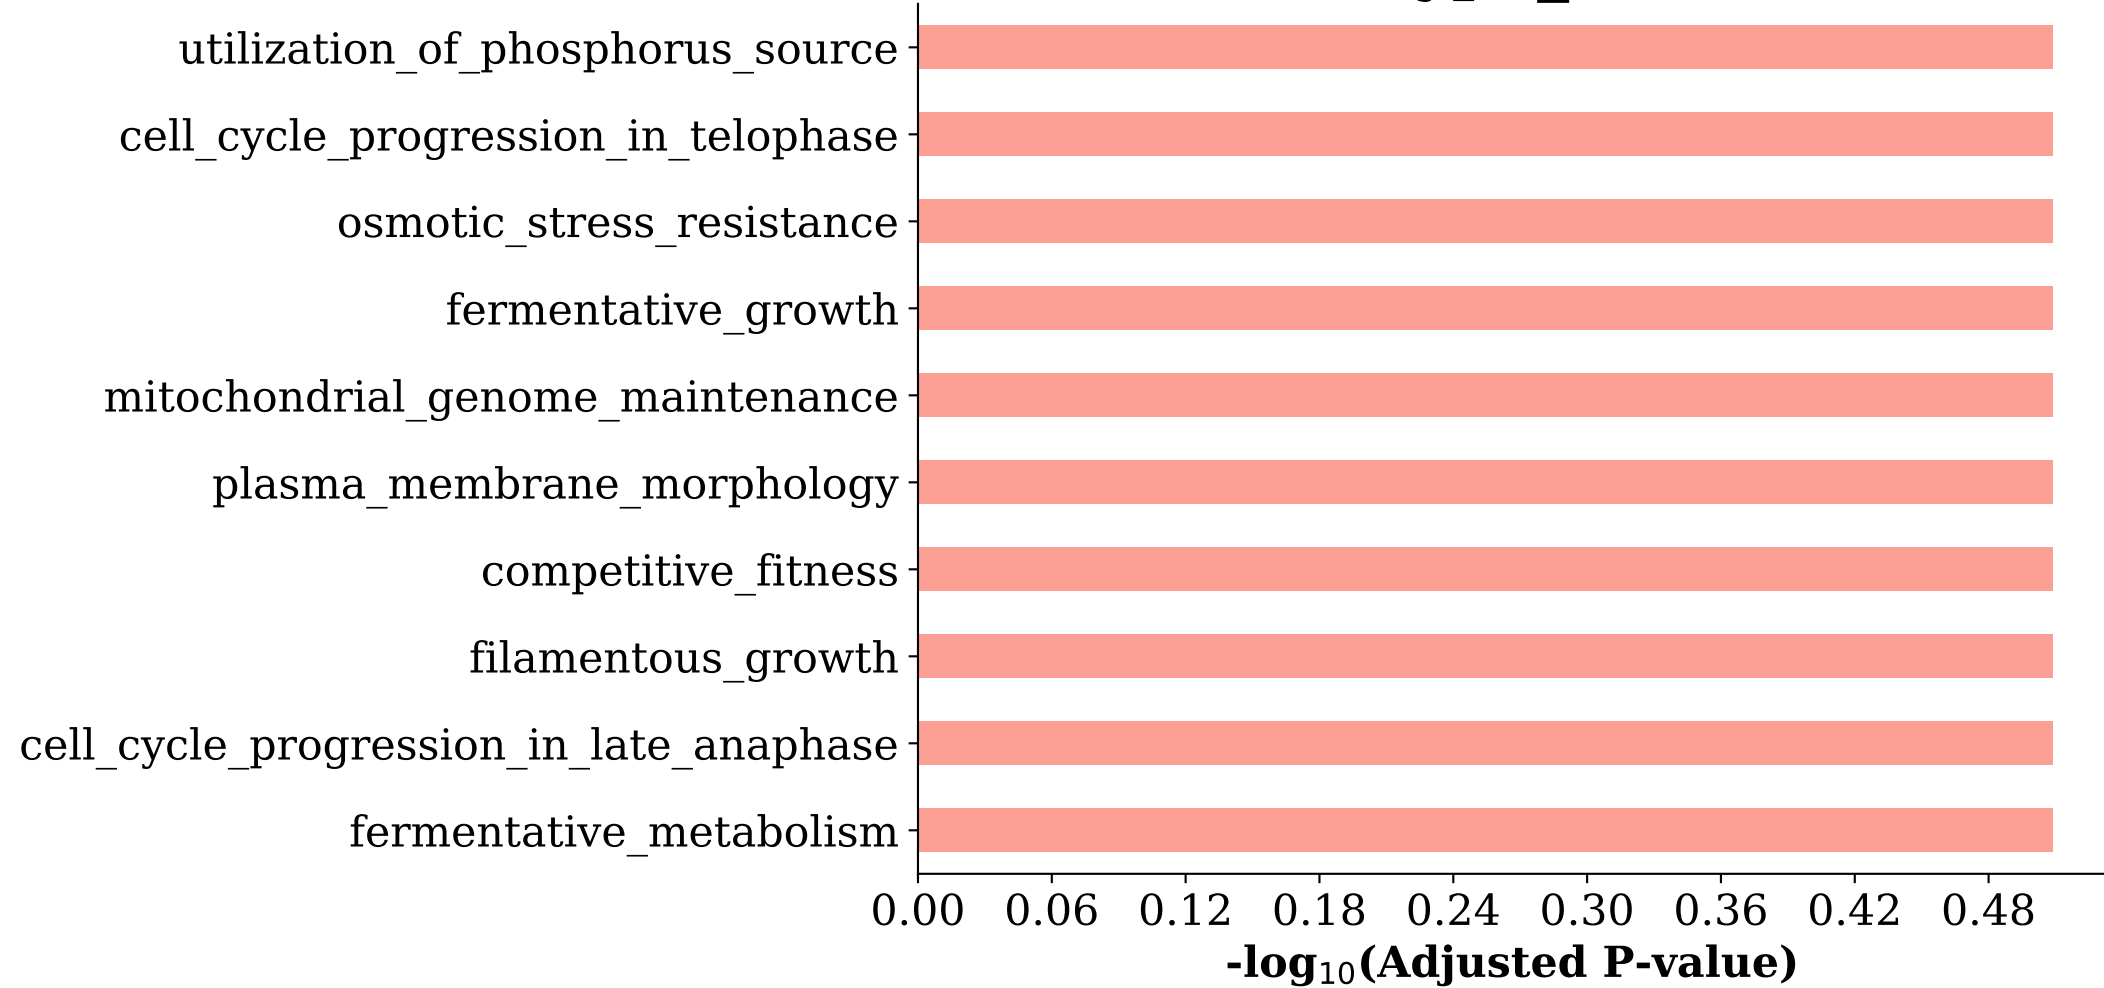 utilization_of_phosphorus_source
cell_cycle_progression_in_telophase
osmotic_stress_resistance
fermentative_growth
mitochondrial_genome_maintenance
plasma_membrane_morphology
competitive_fitness
filamentous_growth
cell_cycle_progression_in_late_anaphase
fermentative_metabolism
0.00 0.06 0.12 0.18 0.24 0.30 0.36 0.42 0.48
-log₁₀(Adjusted P-value)